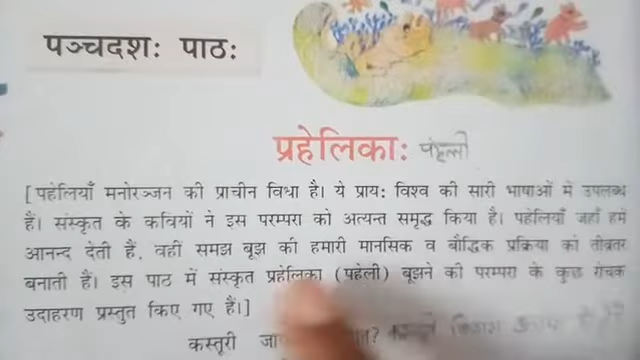 पञ्चदशः पाठः
प्रहेलिकाः पहेली
[पहेलियाँ मनोरञ्जन की प्राचीन विधा है। ये प्रायः विश्व की सारी भाषाओं में उपलब्ध
हैं। संस्कृत के कवियों ने इस परम्परा को अत्यन्त समृद्ध किया है। पहेलियाँ जहाँ हमें
आनन्द देती हैं, वहीं समझ बूझ की हमारी मानसिक व बौद्धिक प्रक्रिया को तीव्रतर
बनाती हैं। इस पाठ में संस्कृत प्रहेलिका (पहेली) बूझने की परम्परा के कुछ रोचक
उदाहरण प्रस्तुत किए गए हैं।]
कस्तूरी